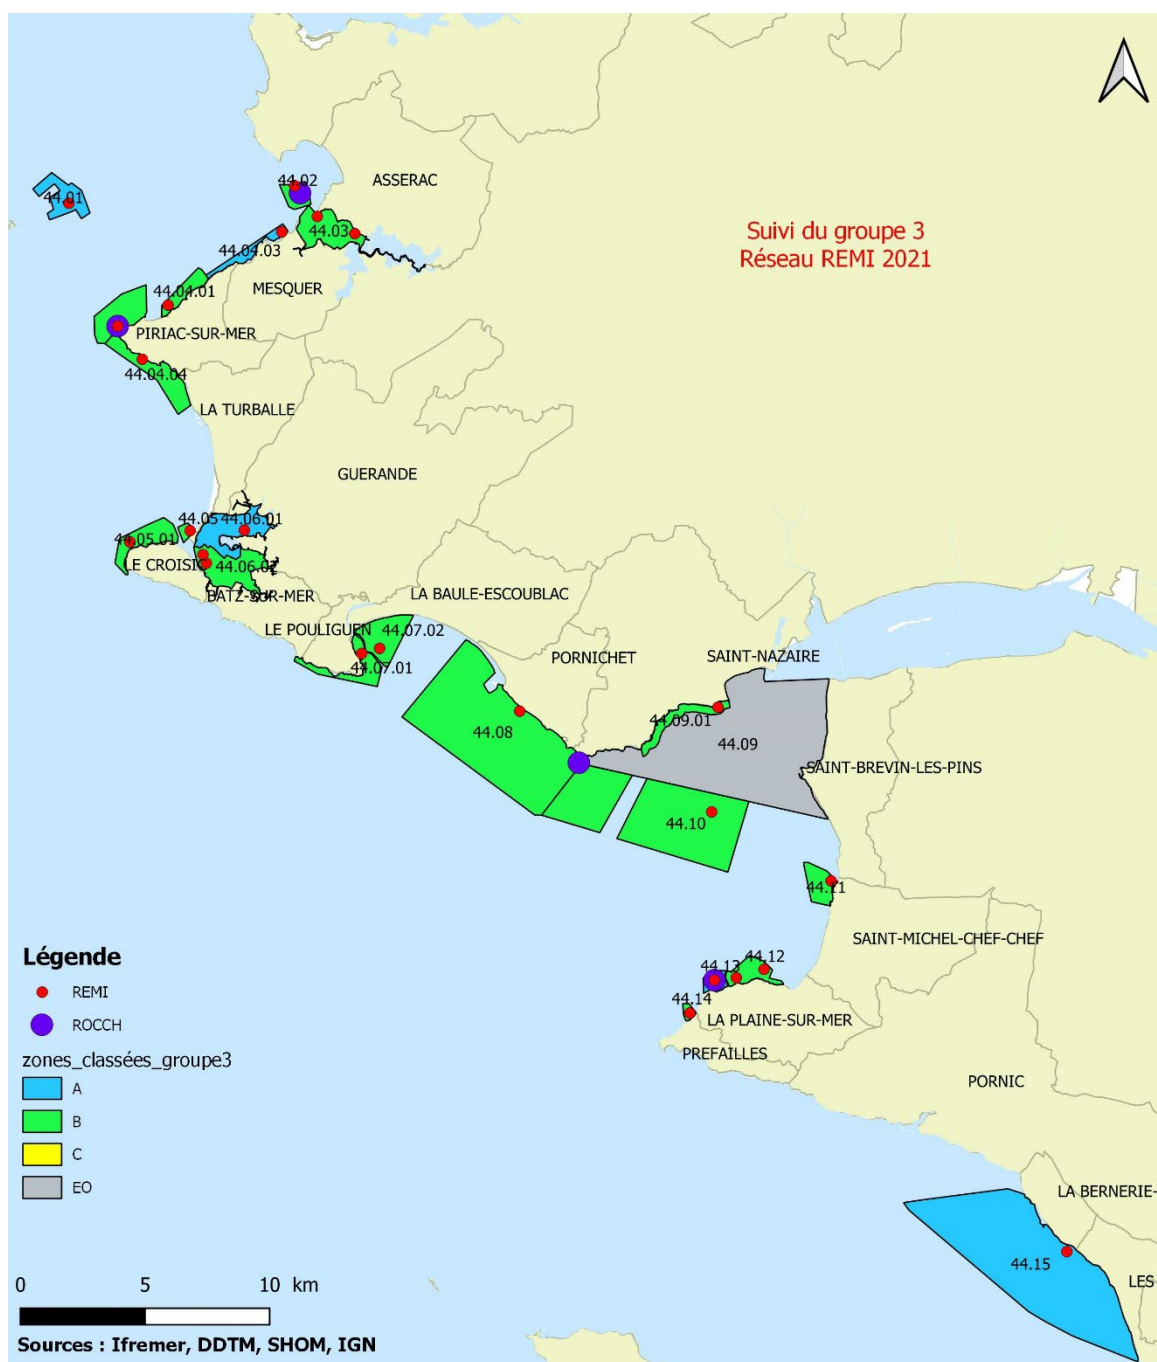 44.02
ASSERAC
44.01
44.03
Suivi du groupe 3
Réseau REMI 2021
44.04.03
MESQUER
44.04.01
PIRIAC-SUR-MER
44.04.04
LA TURBALLE
GUERANDE
44.05
44.06.01
44.05.01
LE CROISIC
44.06.02
BATZ-SUR-MER
LA BAULE-ESCOUBLAC
LE POULIGUEN
44.07.02
44.07.01
PORNICHET
SAINT-NAZAIRE
44.09.01
44.08
44.09
SAINT-BREVIN-LES-PINS
44.10
44.11
SAINT-MICHEL-CHEF-CHEF
44.12
44.13
44.14
LA PLAINE-SUR-MER
PREFAILLES
PORNIC
LA BERNERIE-
44.15
LES
Légende
REMI
ROCCH
zones_classées_groupe3
A
B
C
EO
0 5 10 km
Sources : Ifremer, DDTM, SHOM, IGN